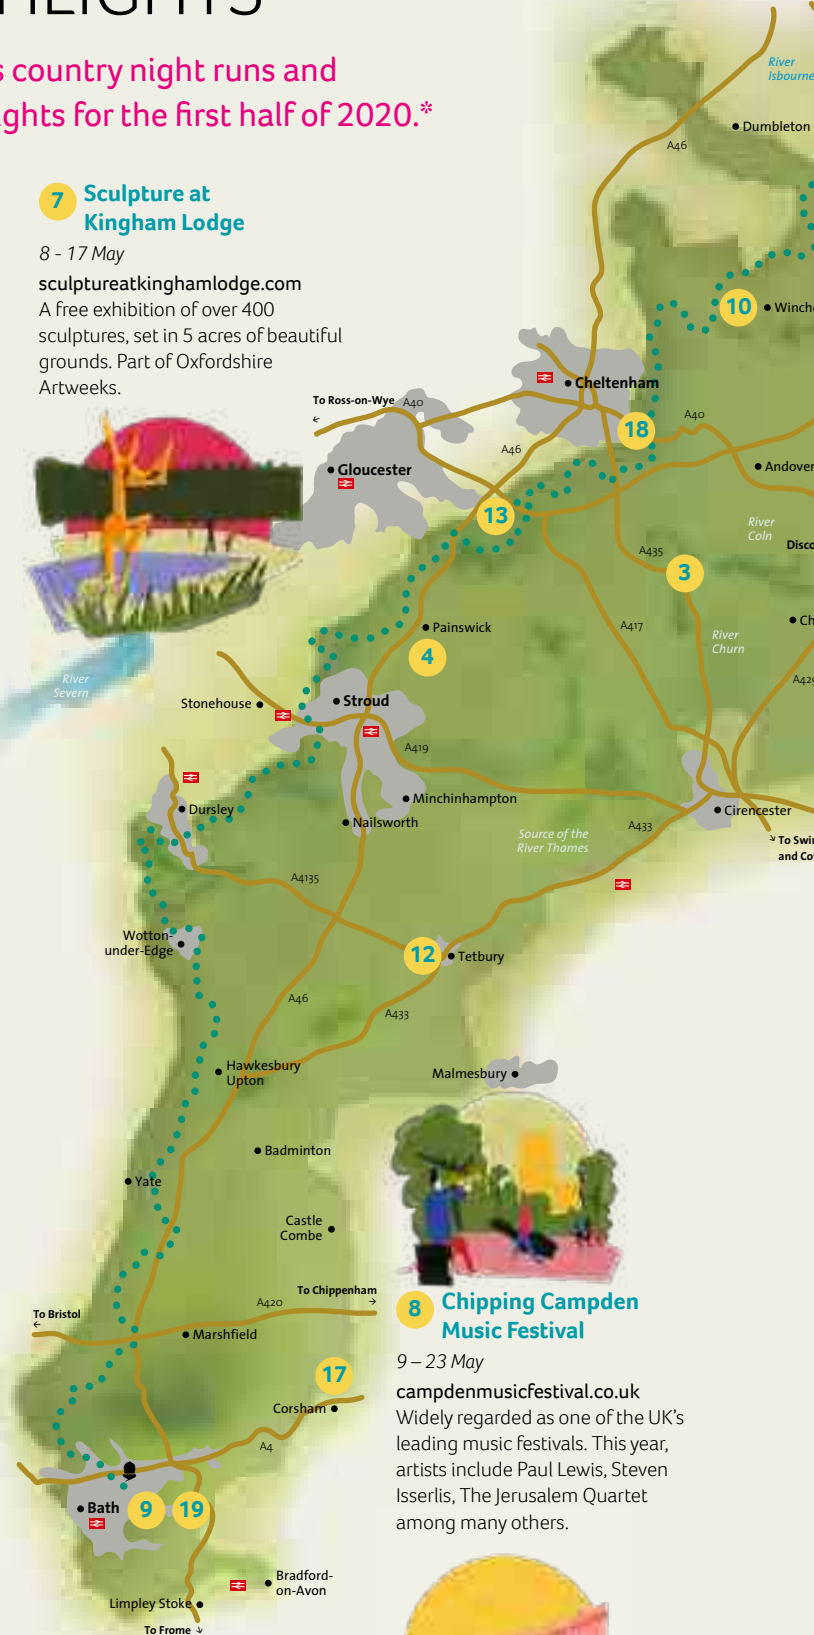 s country night runs and
ghts for the first half of 2020.*
7 Sculpture at
Kingham Lodge
8 - 17 May
sculptureatkinghamlodge.com
A free exhibition of over 400
sculptures, set in 5 acres of beautiful
grounds. Part of Oxfordshire
Artweeks.
River
Isbourne
Dumbleton
A46
10
Winch
Cheltenham
To Ross-on-Wye
←
A40
18
A40
A46
Gloucester
Andover
13
River
Coln
Disco
A435
3
Painswick
A417
Ch
River
Churn
4
River
Severn
A429
Stonehouse
Stroud
A419
Dursley
Minchinhampton
Nailsworth
Cirencester
A433
Source of the
River Thames
↘ To Swin
and Co
A4135
Wotton-
under-Edge
12
Tetbury
A46
A433
Hawkesbury
Upton
Malmesbury
Badminton
Yate
Castle
Combe
To Chippenham
→
A420
To Bristol
←
Marshfield
17
Corsham
A4
Bath
9
19
Bradford-
on-Avon
Limpley Stoke
To Frome ↓
8 Chipping Campden
Music Festival
9 – 23 May
campdenmusicfestival.co.uk
Widely regarded as one of the UK’s
leading music festivals. This year,
artists include Paul Lewis, Steven
Isserlis, The Jerusalem Quartet
among many others.